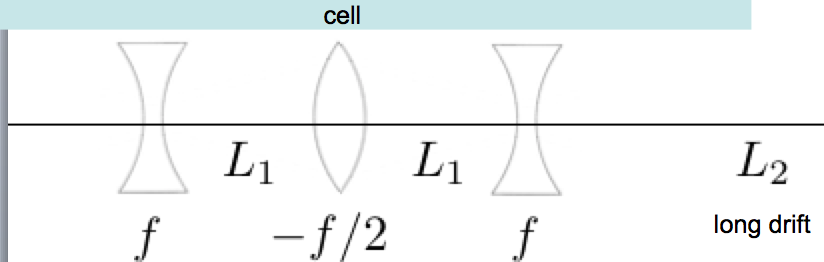 cell
L₁ L₁ L₂
f −f/2 f long drift